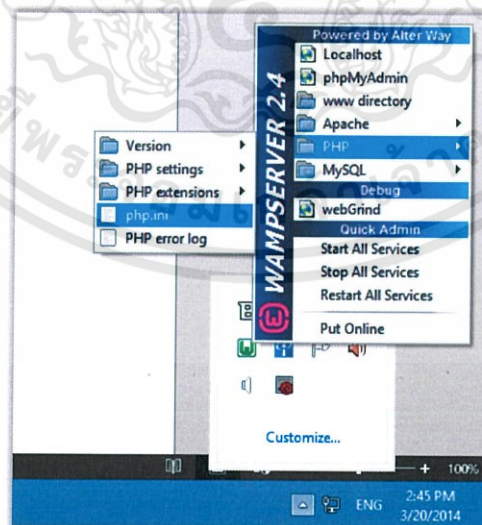 Powered by Alter Way
Localhost
phpMyAdmin
www directory
Apache
PHP
MySQL
Debug
webGrind
Quick Admin
Start All Services
Stop All Services
Restart All Services
Put Online
WAMPSERVER 2.4
Version
PHP settings
PHP extensions
php.ini
PHP error log
Customize...
+ 100%
ENG
2:45 PM
3/20/2014